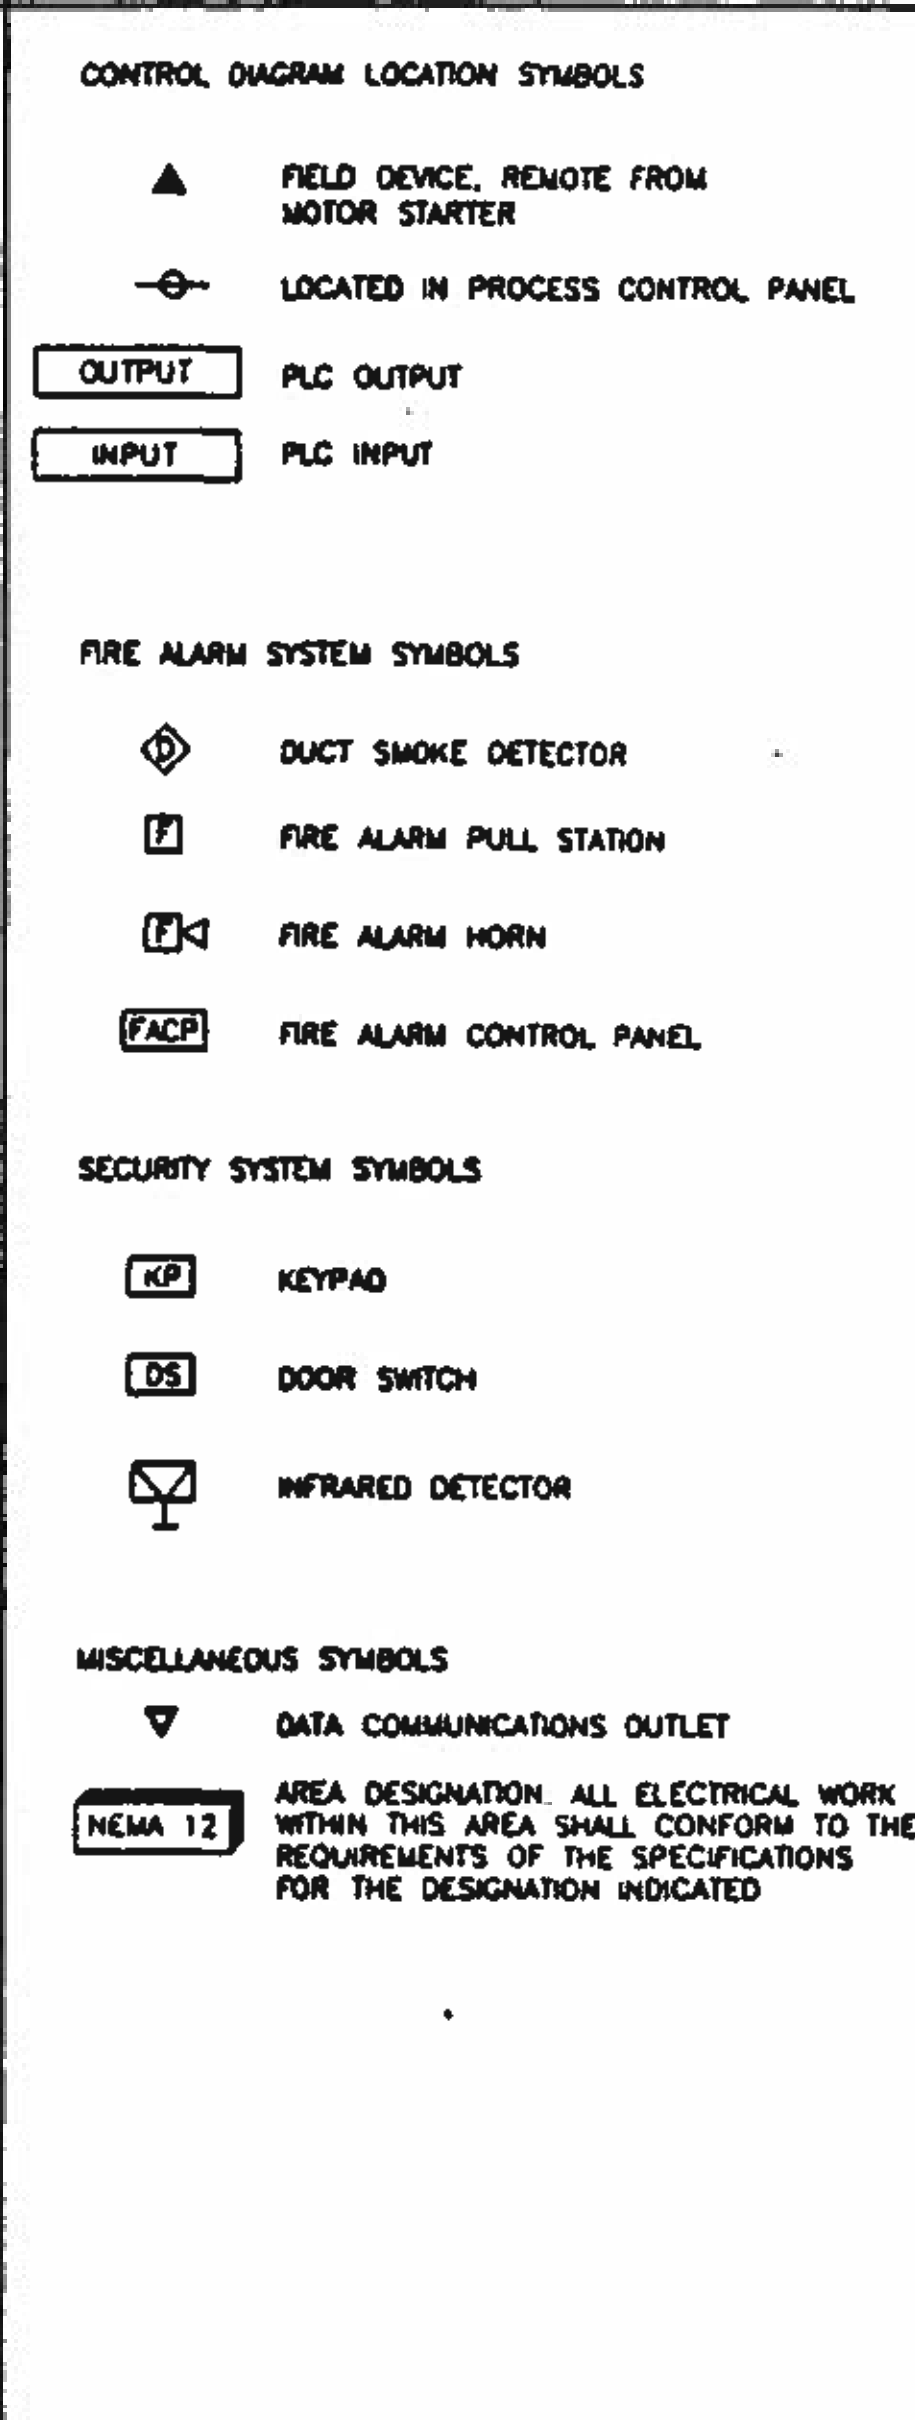 CONTROL DIAGRAM LOCATION SYMBOLS
FIELD DEVICE, REMOTE FROM
MOTOR STARTER
LOCATED IN PROCESS CONTROL PANEL
OUTPUT PLC OUTPUT
INPUT PLC INPUT
FIRE ALARM SYSTEM SYMBOLS
D DUCT SMOKE DETECTOR
F FIRE ALARM PULL STATION
F FIRE ALARM HORN
FACP FIRE ALARM CONTROL PANEL
SECURITY SYSTEM SYMBOLS
KP KEYPAD
DS DOOR SWITCH
INFRARED DETECTOR
MISCELLANEOUS SYMBOLS
DATA COMMUNICATIONS OUTLET
AREA DESIGNATION. ALL ELECTRICAL WORK
NEMA 12 WITHIN THIS AREA SHALL CONFORM TO THE
REQUIREMENTS OF THE SPECIFICATIONS
FOR THE DESIGNATION INDICATED